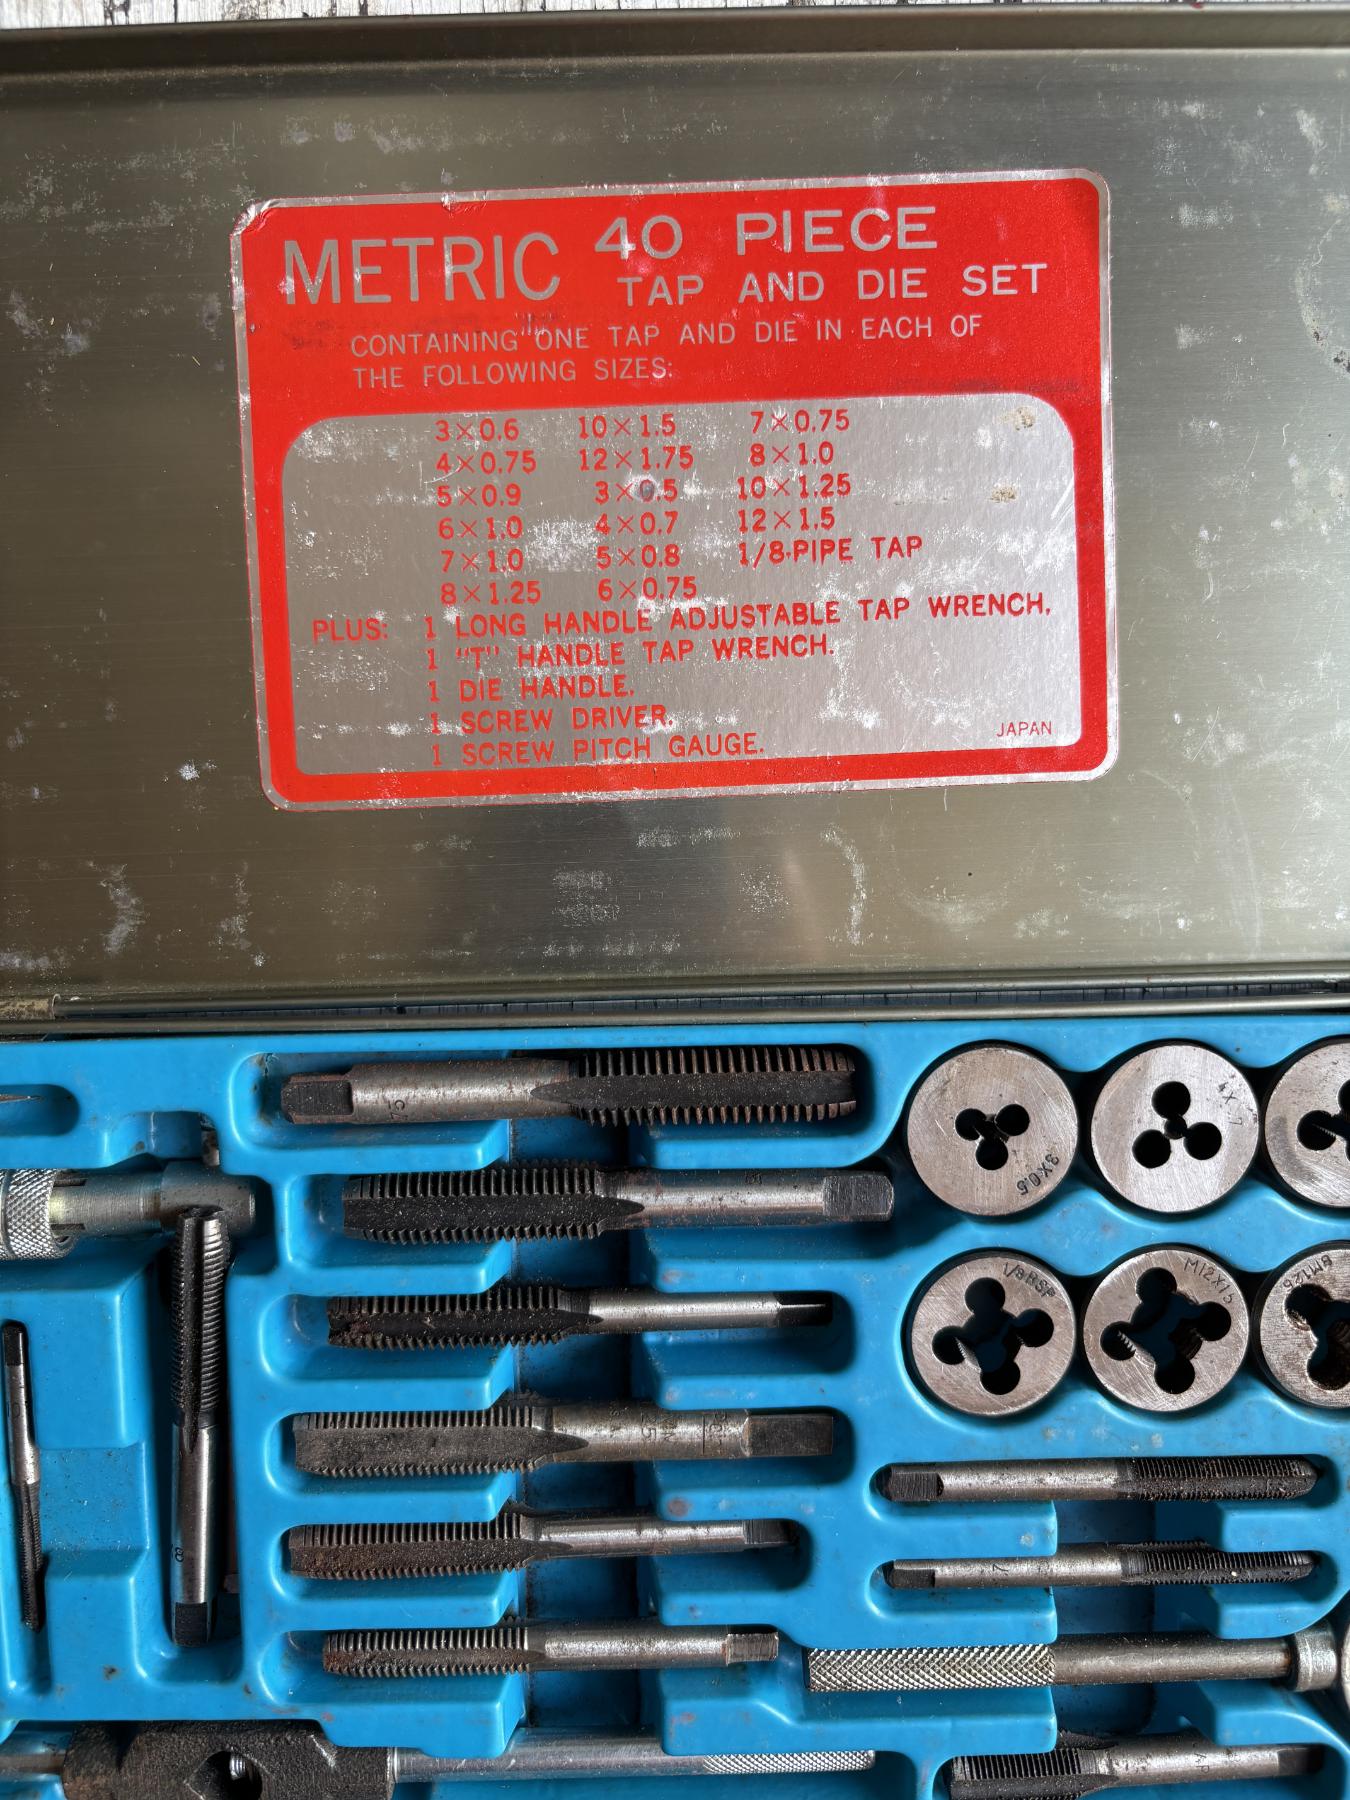 METRIC 40 PIECE
TAP AND DIE SET
CONTAINING ONE TAP AND DIE IN EACH OF
THE FOLLOWING SIZES:
3×0.6 10×1.5 7×0.75
4×0.75 12×1.75 8×1.0
5×0.9 3×0.5 10×1.25
6×1.0 4×0.7 12×1.5
7×1.0 5×0.8 1/8·PIPE TAP
8×1.25 6×0.75
PLUS: 1 LONG HANDLE ADJUSTABLE TAP WRENCH.
1 "T" HANDLE TAP WRENCH.
1 DIE HANDLE.
1 SCREW DRIVER.
1 SCREW PITCH GAUGE.
JAPAN
3X0.5
1/8 BSP
M12X15
7